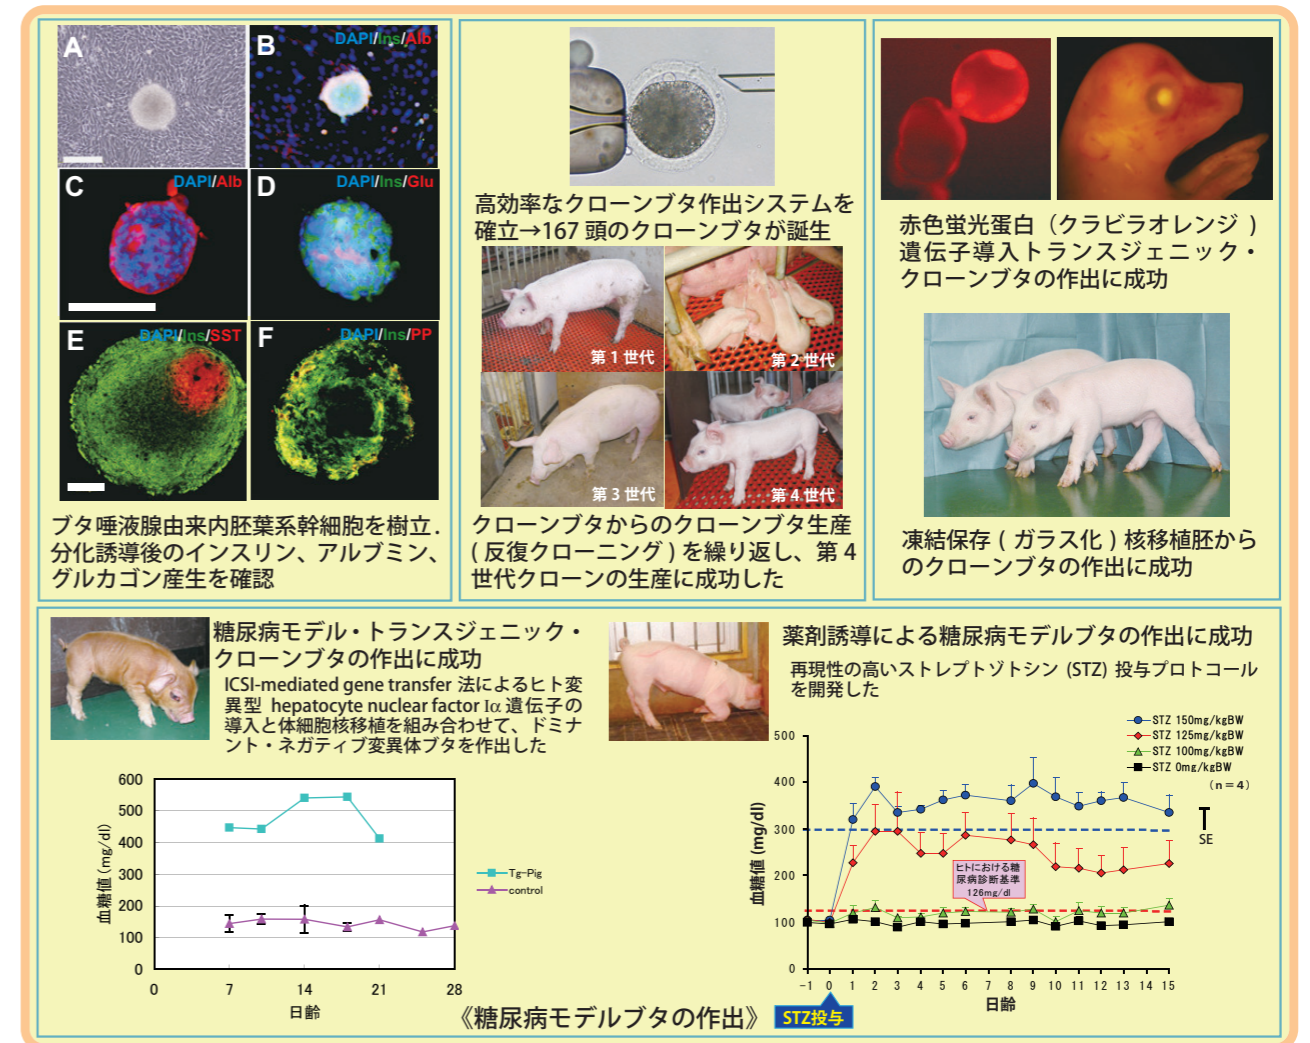 A
B
DAPI/Ins/Alb
C
DAPI/Alb
D
DAPI/Ins/Glu
E
DAPI/Ins/SST
F
DAPI/Ins/PP
ブタ唾液腺由来内胚葉系幹細胞を樹立.
分化誘導後のインスリン、アルブミン、
グルカゴン産生を確認
高効率なクローンブタ作出システムを
確立→167 頭のクローンブタが誕生
第 1 世代
第 2 世代
第 3 世代
第 4 世代
クローンブタからのクローンブタ生産
( 反復クローニング ) を繰り返し、第 4
世代クローンの生産に成功した
赤色蛍光蛋白（クラビラオレンジ )
遺伝子導入トランスジェニック・
クローンブタの作出に成功
凍結保存 ( ガラス化 ) 核移植胚から
のクローンブタの作出に成功
糖尿病モデル・トランスジェニック・
クローンブタの作出に成功
ICSI-mediated gene transfer 法によるヒト変
異型 hepatocyte nuclear factor Iα 遺伝子の
導入と体細胞核移植を組み合わせて、ドミナ
ント・ネガティブ変異体ブタを作出した
600
500
400
300
200
100
0
血糖値 (mg/dl)
0 7 14 21 28
日齢
Tg-Pig
control
薬剤誘導による糖尿病モデルブタの作出に成功
再現性の高いストレプトゾトシン (STZ) 投与プロトコール
を開発した
STZ 150mg/kgBW
STZ 125mg/kgBW
STZ 100mg/kgBW
STZ 0mg/kgBW
(n＝4)
SE
500
400
300
200
100
0
血糖値 (mg/dl)
ヒトにおける糖
尿病診断基準
126mg/dl
-1 0 1 2 3 4 5 6 7 8 9 10 11 12 13 14 15
日齢
STZ投与
《糖尿病モデルブタの作出》